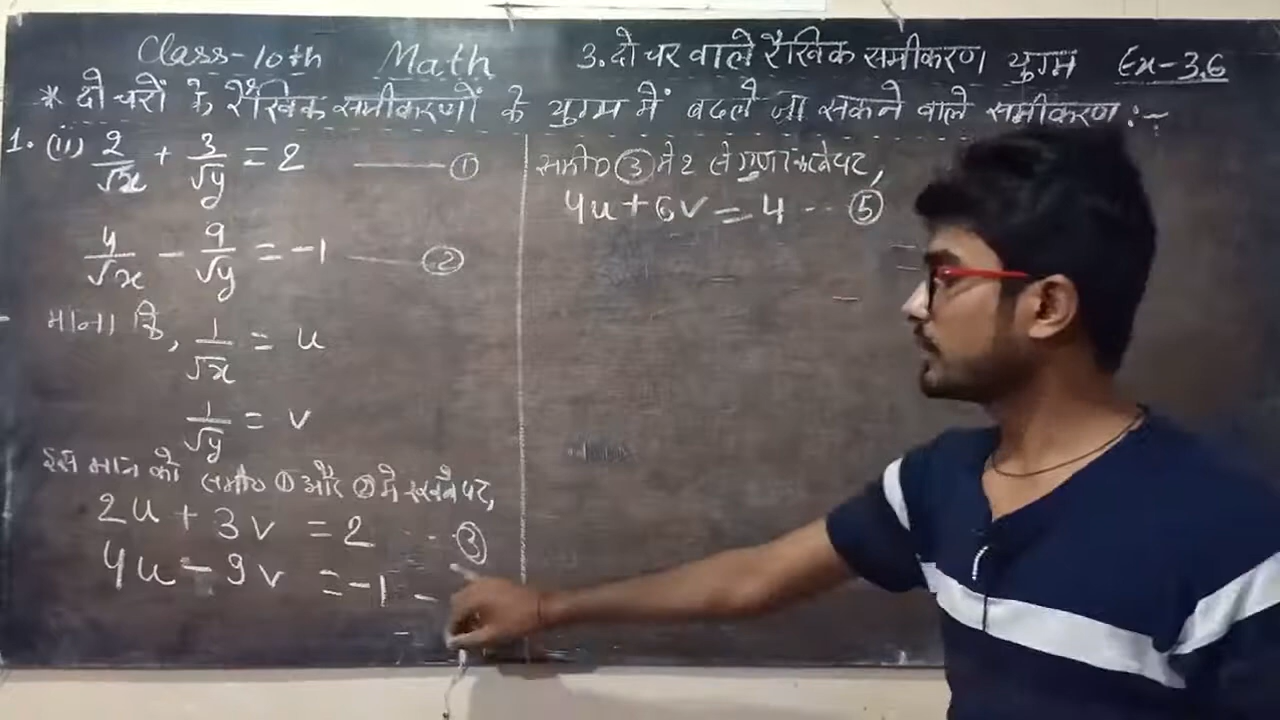 Class-10th Math 3. दो चर वाले रैखिक समीकरण युग्म Ex-3.6
* दो चरों के रैखिक समीकरणों के युग्म में बदले जा सकने वाले समीकरण :-
1. (ii) 2/√x + 3/√y = 2 ①
4/√x - 9/√y = -1 ②
माना कि, 1/√x = u
1/√y = v
इस मान को समी० ① और ② में रखने पर,
2u + 3v = 2 -- ③
4u - 9v = -1 -
समी० ③ में 2 से गुणा करने पर,
4u + 6v = 4 -- ⑤